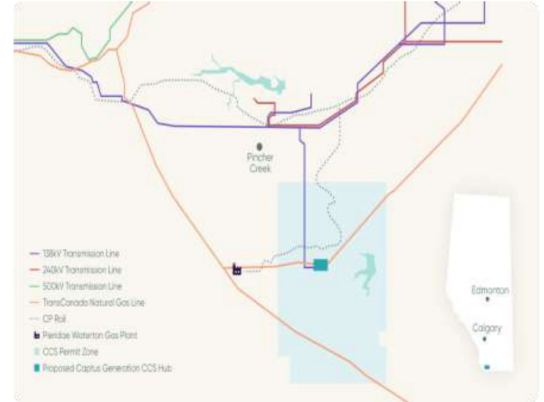 Pincher
Creek
138kV Transmission Line
240kV Transmission Line
500kV Transmission Line
TransCanada Natural Gas Line
CP Rail
Pieridae Waterton Gas Plant
CCS Permit Zone
Proposed Captus Generation CCS Hub
Edmonton
Calgary